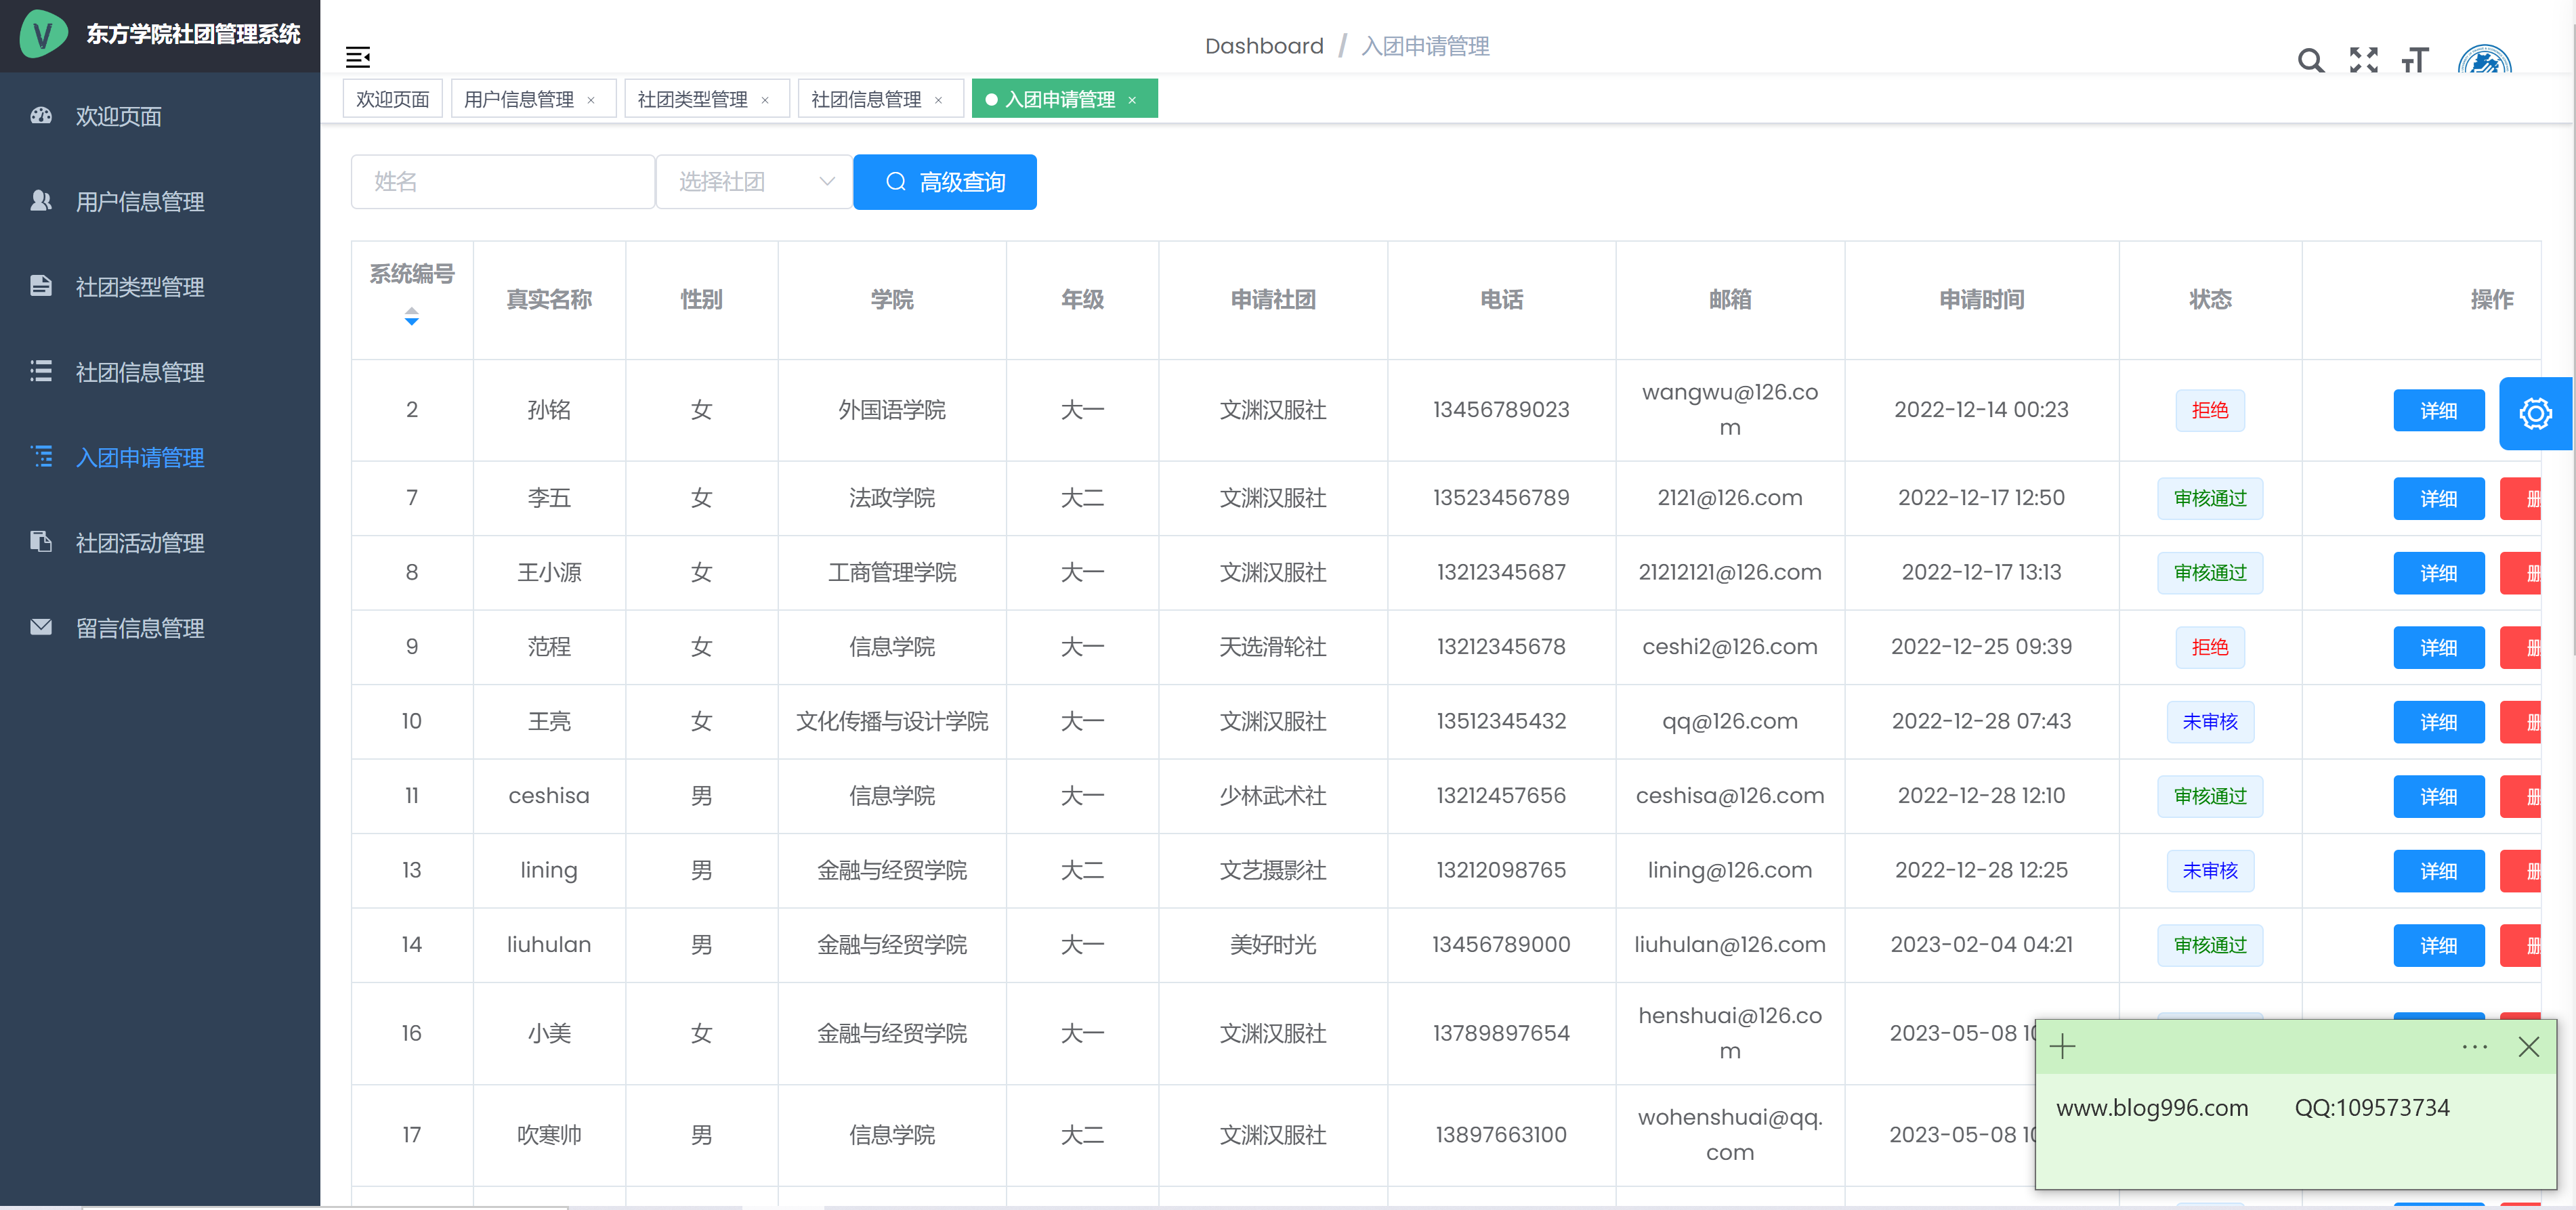 东方学院社团管理系统
Dashboard / 入团申请管理
欢迎页面
用户信息管理
社团类型管理
社团信息管理
入团申请管理
社团活动管理
留言信息管理
欢迎页面 用户信息管理 × 社团类型管理 × 社团信息管理 × 入团申请管理 ×
姓名 选择社团 高级查询
系统编号 真实名称 性别 学院 年级 申请社团 电话 邮箱 申请时间 状态 操作
2 孙铭 女 外国语学院 大一 文渊汉服社 13456789023 wangwu@126.co 2022-12-14 00:23 拒绝 详细
m
7 李五 女 法政学院 大二 文渊汉服社 13523456789 2121@126.com 2022-12-17 12:50 审核通过 详细 删
8 王小源 女 工商管理学院 大一 文渊汉服社 13212345687 21212121@126.com 2022-12-17 13:13 审核通过 详细 删
9 范程 女 信息学院 大一 天选滑轮社 13212345678 ceshi2@126.com 2022-12-25 09:39 拒绝 详细 删
10 王亮 女 文化传播与设计学院 大一 文渊汉服社 13512345432 qq@126.com 2022-12-28 07:43 未审核 详细 删
11 ceshisa 男 信息学院 大一 少林武术社 13212457656 ceshisa@126.com 2022-12-28 12:10 审核通过 详细 删
13 lining 男 金融与经贸学院 大二 文艺摄影社 13212098765 lining@126.com 2022-12-28 12:25 未审核 详细 删
14 liuhulan 男 金融与经贸学院 大一 美好时光 13456789000 liuhulan@126.com 2023-02-04 04:21 审核通过 详细 删
16 小美 女 金融与经贸学院 大一 文渊汉服社 13789897654 henshuai@126.co 2023-05-08 10
m
17 吹寒帅 男 信息学院 大二 文渊汉服社 13897663100 wohenshuai@qq. 2023-05-08 10
com
www.blog996.com QQ:109573734